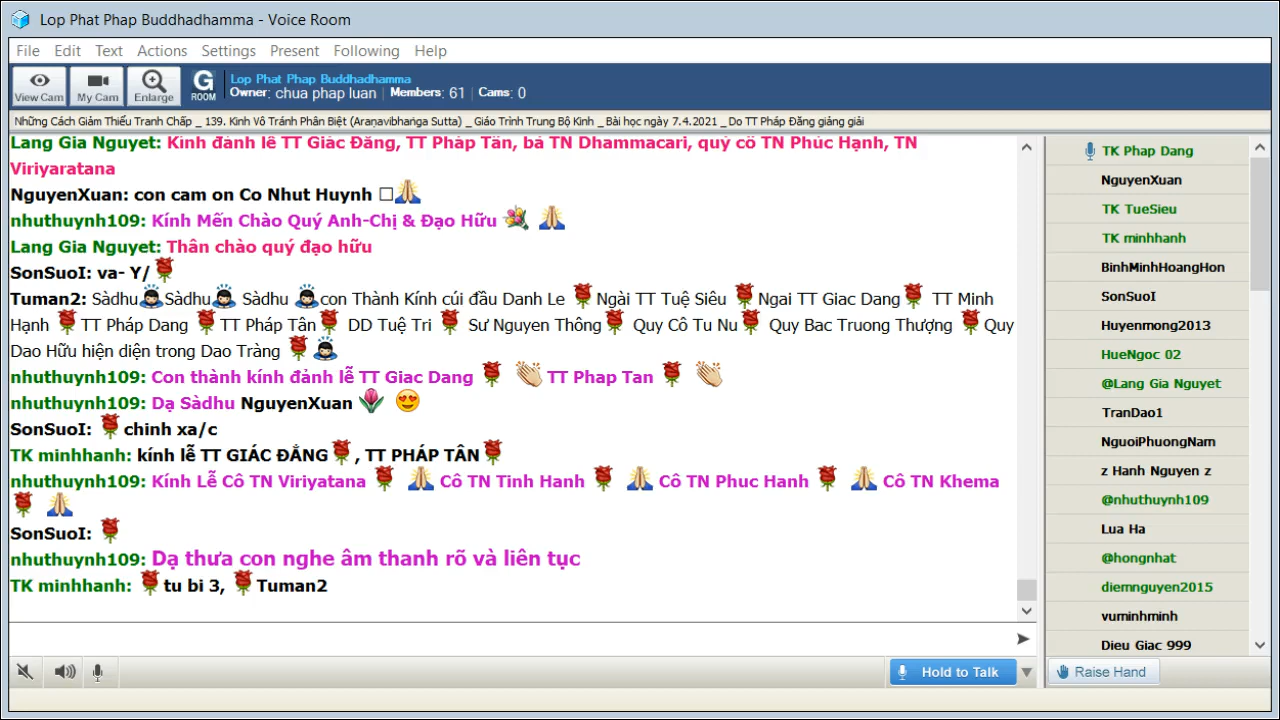 Lop Phat Phap Buddhadhamma - Voice Room
File Edit Text Actions Settings Present Following Help
View Cam My Cam Enlarge G ROOM
Lop Phat Phap Buddhadhamma
Owner: chua phap luan | Members: 61 | Cams: 0
Những Cách Giảm Thiểu Tranh Chấp _ 139. Kinh Vô Tránh Phân Biệt (Araṇavibhaṅga Sutta) _Giáo Trình Trung Bộ Kinh _Bài học ngày 7.4.2021 _Do TT Pháp Đăng giảng giải
Lang Gia Nguyet: Kính đảnh lễ TT Giác Đẳng, TT Pháp Tân, bà TN Dhammacari, quý cô TN Phúc Hạnh, TN
Viriyaratana
NguyenXuan: con cam on Co Nhut Huynh □🙏
nhuthuynh109: Kính Mến Chào Quý Anh-Chị & Đạo Hữu 💐 🙏
Lang Gia Nguyet: Thân chào quý đạo hữu
SonSuoI: va- Y/🌹
Tuman2: Sàdhu🙇Sàdhu🙇 Sàdhu 🙇con Thành Kính cúi đầu Danh Le 🌹Ngài TT Tuệ Siêu 🌹Ngai TT Giac Dang🌹 TT Minh
Hạnh 🌹TT Pháp Dang 🌹TT Pháp Tân🌹 DD Tuệ Tri 🌹 Sư Nguyen Thông🌹 Quy Cô Tu Nu🌹 Quy Bac Truong Thượng 🌹Quy
Dao Hữu hiện diện trong Dao Tràng 🌹🙇
nhuthuynh109: Con thành kính đảnh lễ TT Giac Dang 🌹 👏 TT Phap Tan 🌹 👏
nhuthuynh109: Dạ Sàdhu NguyenXuan 🌷 😍
SonSuoI: 🌹chinh xa/c
TK minhhanh: kính lễ TT GIÁC ĐẲNG🌹, TT PHÁP TÂN🌹
nhuthuynh109: Kính Lễ Cô TN Viriyatana 🌹 🙏 Cô TN Tinh Hanh 🌹 🙏 Cô TN Phuc Hanh 🌹 🙏 Cô TN Khema
🌹 🙏
SonSuoI: 🌹
nhuthuynh109: Dạ thưa con nghe âm thanh rõ và liên tục
TK minhhanh: 🌹tu bi 3, 🌹Tuman2
TK Phap Dang
NguyenXuan
TK TueSieu
TK minhhanh
BinhMinhHoangHon
SonSuoI
Huyenmong2013
HueNgoc 02
@Lang Gia Nguyet
TranDao1
NguoiPhuongNam
z Hanh Nguyen z
@nhuthuynh109
Lua Ha
@hongnhat
diemnguyen2015
vuminhminh
Dieu Giac 999
Hold to Talk
Raise Hand